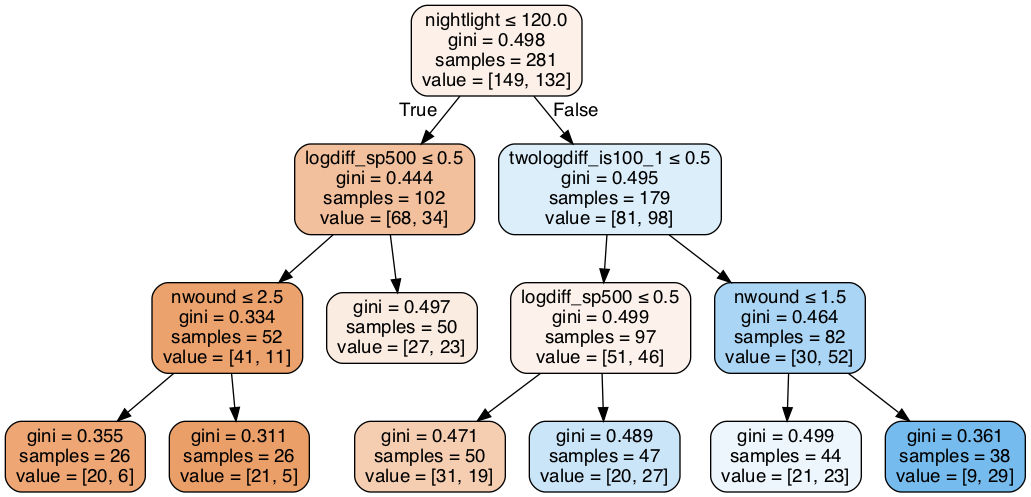 nightlight ≤ 120.0
gini = 0.498
samples = 281
value = [149, 132]
True
False
logdiff_sp500 ≤ 0.5
gini = 0.444
samples = 102
value = [68, 34]
twologdiff_is100_1 ≤ 0.5
gini = 0.495
samples = 179
value = [81, 98]
nwound ≤ 2.5
gini = 0.334
samples = 52
value = [41, 11]
gini = 0.497
samples = 50
value = [27, 23]
logdiff_sp500 ≤ 0.5
gini = 0.499
samples = 97
value = [51, 46]
nwound ≤ 1.5
gini = 0.464
samples = 82
value = [30, 52]
gini = 0.355
samples = 26
value = [20, 6]
gini = 0.311
samples = 26
value = [21, 5]
gini = 0.471
samples = 50
value = [31, 19]
gini = 0.489
samples = 47
value = [20, 27]
gini = 0.499
samples = 44
value = [21, 23]
gini = 0.361
samples = 38
value = [9, 29]